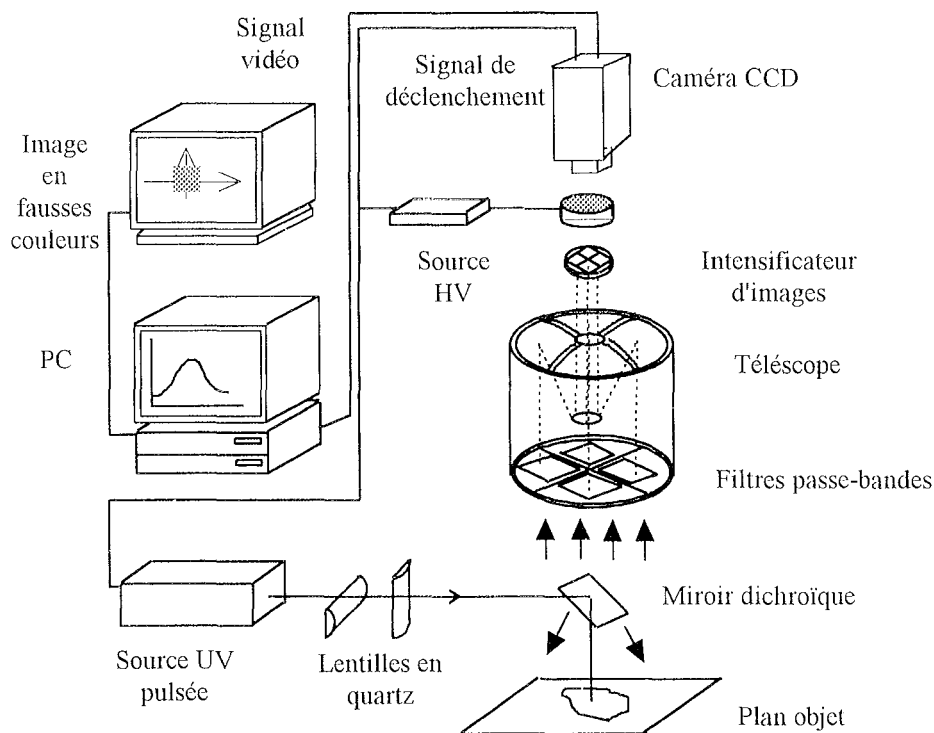 Signal
vidéo
Signal de
déclenchement
Caméra CCD
Image
en
fausses
couleurs
Source
HV
Intensificateur
d'images
PC
Téléscope
Filtres passe-bandes
Miroir dichroïque
Source UV
pulsée
Lentilles en
quartz
Plan objet